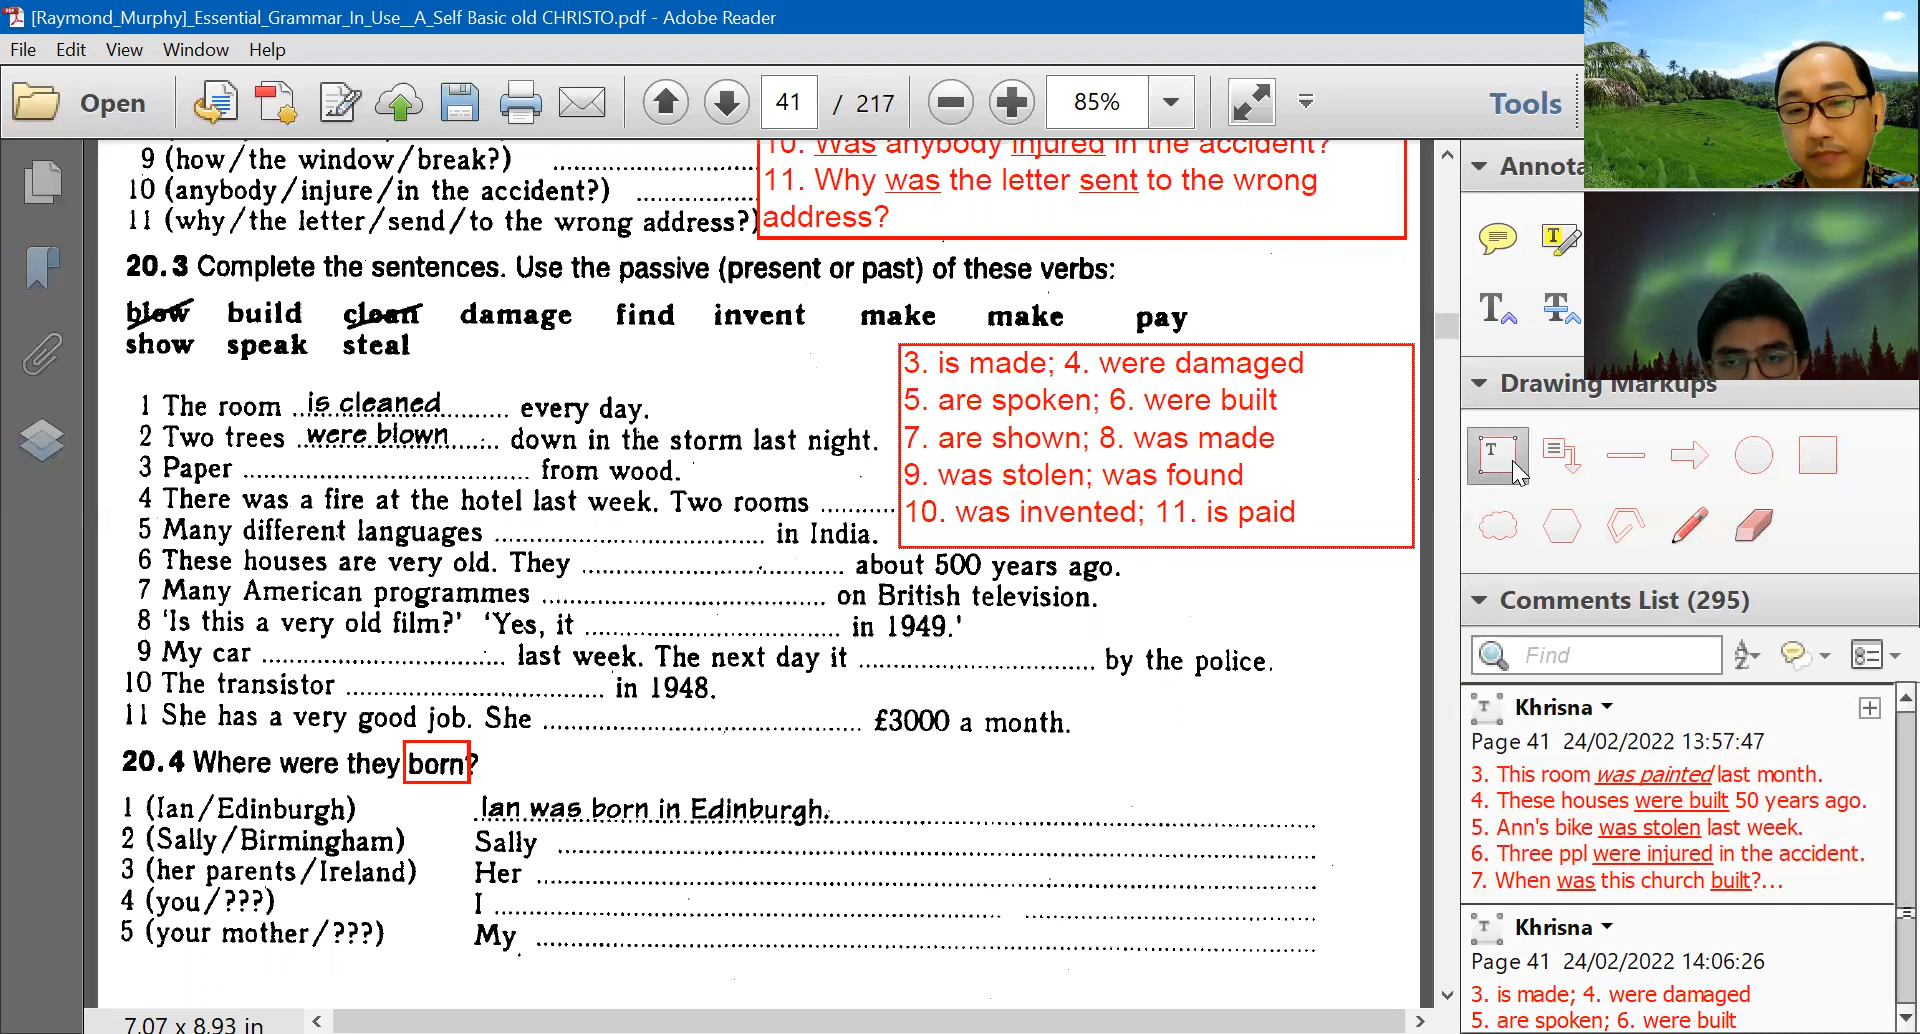 [Raymond_Murphy]_Essential_Grammar_In_Use__A_Self Basic old CHRISTO.pdf - Adobe Reader
File Edit View Window Help
Open 41 / 217 85% Tools
9 (how/the window/break?)
10 (anybody/injure/in the accident?)
11 (why/the letter/send/to the wrong address?)
10. Was anybody injured in the accident?
11. Why was the letter sent to the wrong
address?
20.3 Complete the sentences. Use the passive (present or past) of these verbs:
blow build clean damage find invent make make pay
show speak steal
1 The room is cleaned every day.
2 Two trees were blown down in the storm last night.
3 Paper from wood.
4 There was a fire at the hotel last week. Two rooms
5 Many different languages in India.
6 These houses are very old. They about 500 years ago.
7 Many American programmes on British television.
8 'Is this a very old film?' 'Yes, it in 1949.'
9 My car last week. The next day it by the police.
10 The transistor in 1948.
11 She has a very good job. She £3000 a month.
3. is made; 4. were damaged
5. are spoken; 6. were built
7. are shown; 8. was made
9. was stolen; was found
10. was invented; 11. is paid
20.4 Where were they born?
1 (Ian/Edinburgh) Ian was born in Edinburgh.
2 (Sally/Birmingham) Sally
3 (her parents/Ireland) Her
4 (you/???) I
5 (your mother/???) My
7,07 x 8,93 in
Annota
Drawing Markups
Comments List (295)
Find
Khrisna
Page 41 24/02/2022 13:57:47
3. This room was painted last month.
4. These houses were built 50 years ago.
5. Ann's bike was stolen last week.
6. Three ppl were injured in the accident.
7. When was this church built?...
Khrisna
Page 41 24/02/2022 14:06:26
3. is made; 4. were damaged
5. are spoken; 6. were built